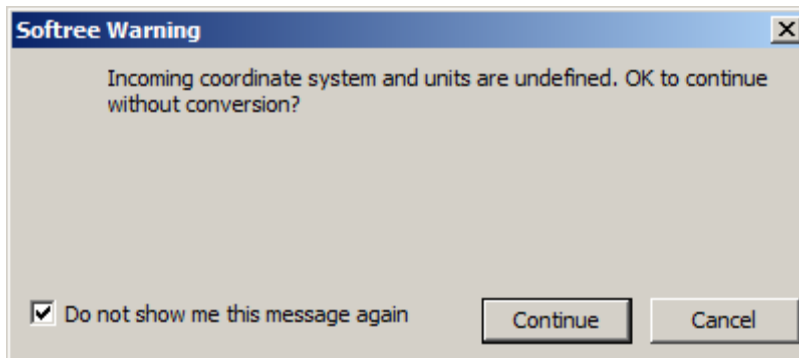 Softree Warning
Incoming coordinate system and units are undefined. OK to continue
without conversion?
Do not show me this message again
Continue
Cancel